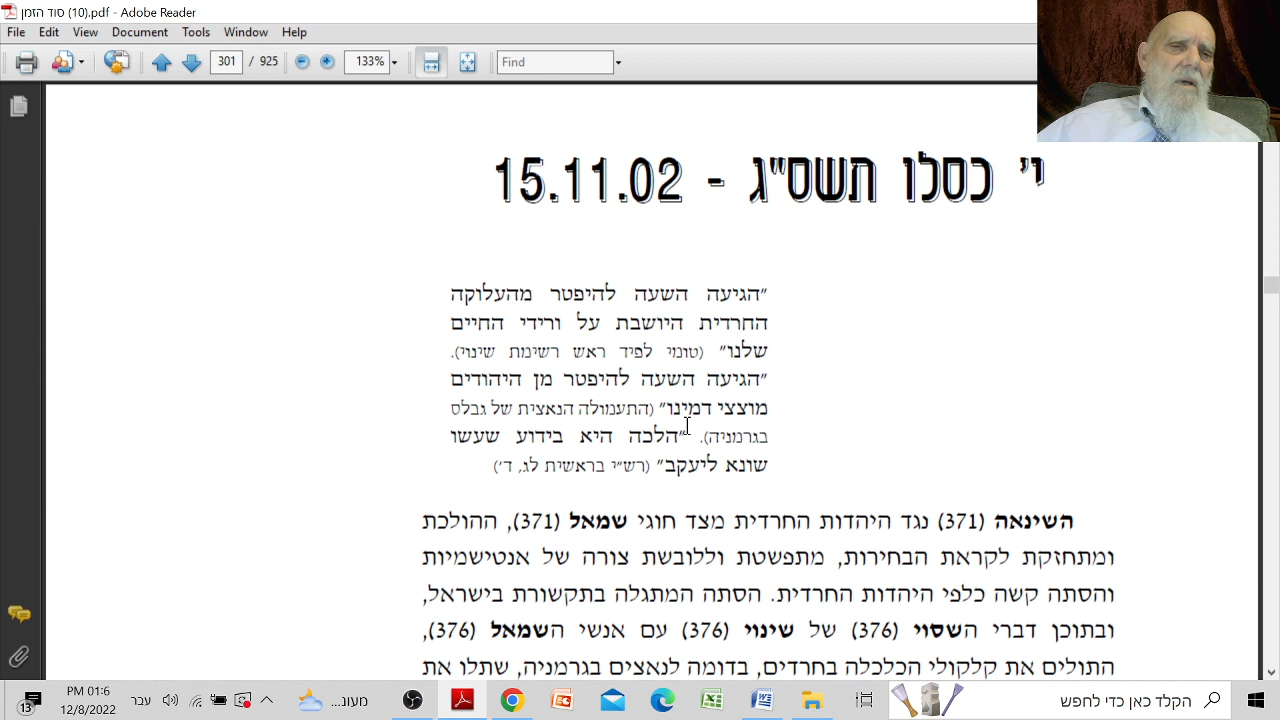 סוד הזמן (10).pdf - Adobe Reader
File Edit View Document Tools Window Help
301 / 925 133% Find
י' כסלו תשס"ג - 15.11.02
"הגיעה השעה להיפטר מהעלוקה
החרדית היושבת על ורידי החיים
שלנו" (טומי לפיד ראש רשימת שינוי).
"הגיעה השעה להיפטר מן היהודים
מוצצי דמינו" (התעמולה הנאצית של גבלס
בגרמניה). "הלכה היא בידוע שעשו
שונא ליעקב" (רש"י בראשית לג, ד')
השינאה (371) נגד היהדות החרדית מצד חוגי שמאל (371), ההולכת
ומתחזקת לקראת הבחירות, מתפשטת וללובשת צורה של אנטישמיות
והסתה קשה כלפי היהדות החרדית. הסתה המתגלה בתקשורת בישראל,
ובתוכן דברי השסוי (376) של שינוי (376) עם אנשי השמאל (376),
התולים את קלקולי הכלכלה בחרדים, בדומה לנאצים בגרמניה, שתלו את
13 PM 01:6 12/8/2022 עבר מעונ... הקלד כאן כדי לחפש